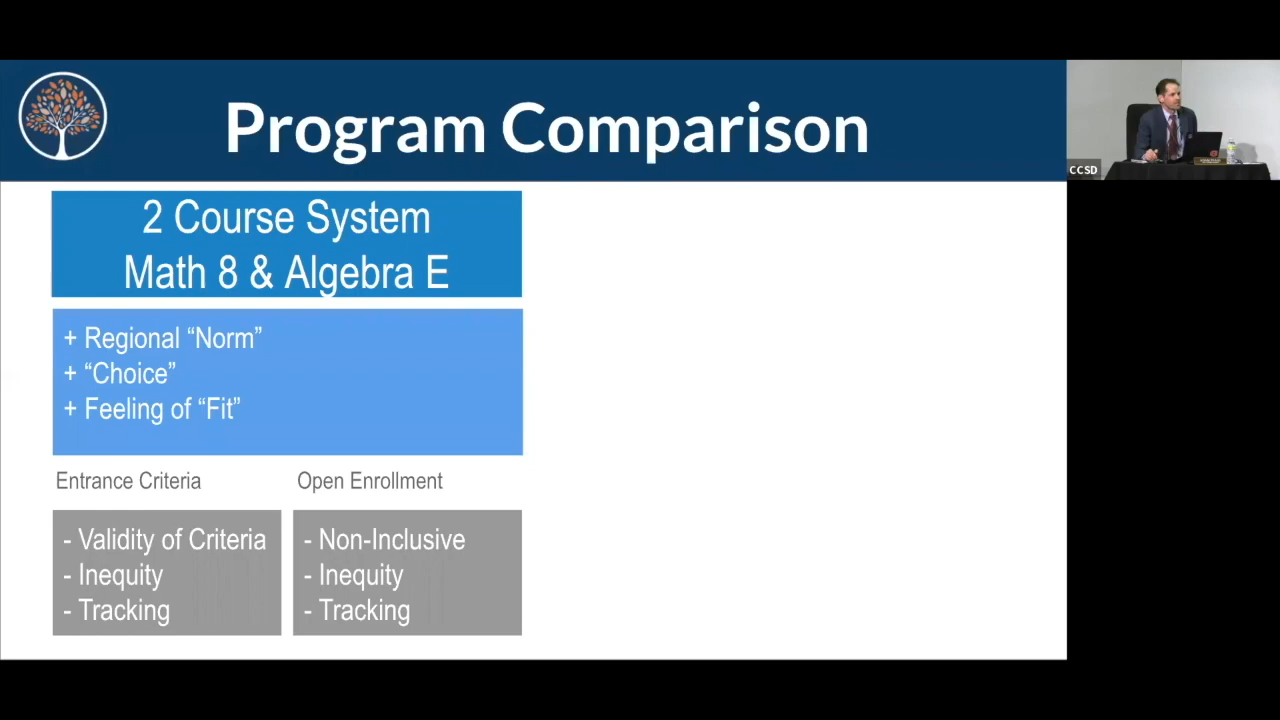 Program Comparison
CCSD
2 Course System
Math 8 & Algebra E
+ Regional “Norm”
+ “Choice”
+ Feeling of “Fit”
Entrance Criteria
Open Enrollment
- Validity of Criteria
- Inequity
- Tracking
- Non-Inclusive
- Inequity
- Tracking